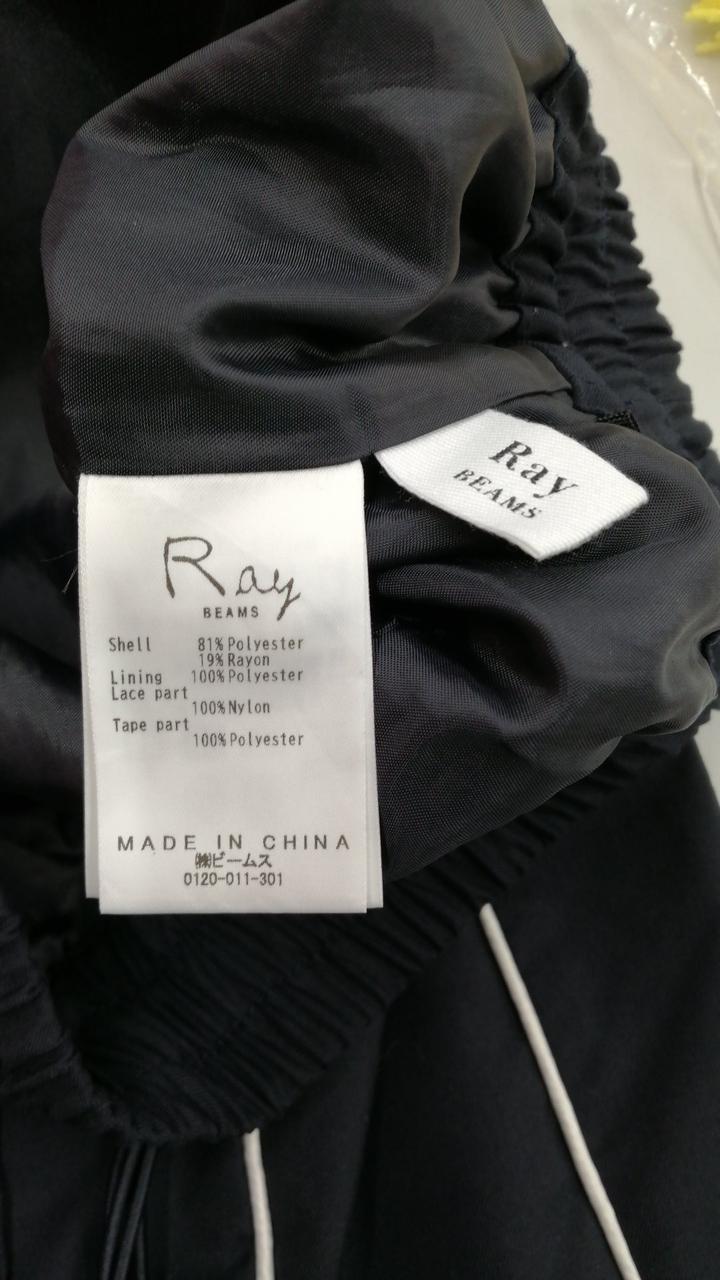 Ray
BEAMS
Ray
BEAMS
Shell 81% Polyester
19% Rayon
Lining 100% Polyester
Lace part
100% Nylon
Tape part
100% Polyester
MADE IN CHINA
㈱ビームス
0120-011-301